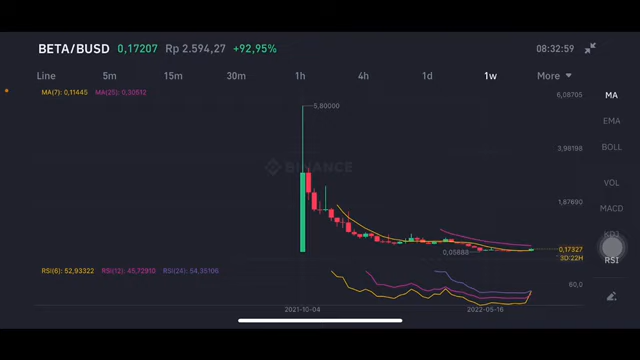 BETA/BUSD 0,17207 Rp 2.594,27 +92,95% 08:32:59
Line 5m 15m 30m 1h 4h 1d 1w More
MA(7): 0,11445 MA(25): 0,30512
6,08705
MA
5,80000
EMA
3,98198
BOLL
BINANCE
VOL
1,87690
MACD
KDJ
0,05888
0,17327
3D:22H
RSI
RSI(6): 52,93322 RSI(12): 45,72910 RSI(24): 54,35106
60,0
2021-10-04 2022-05-16